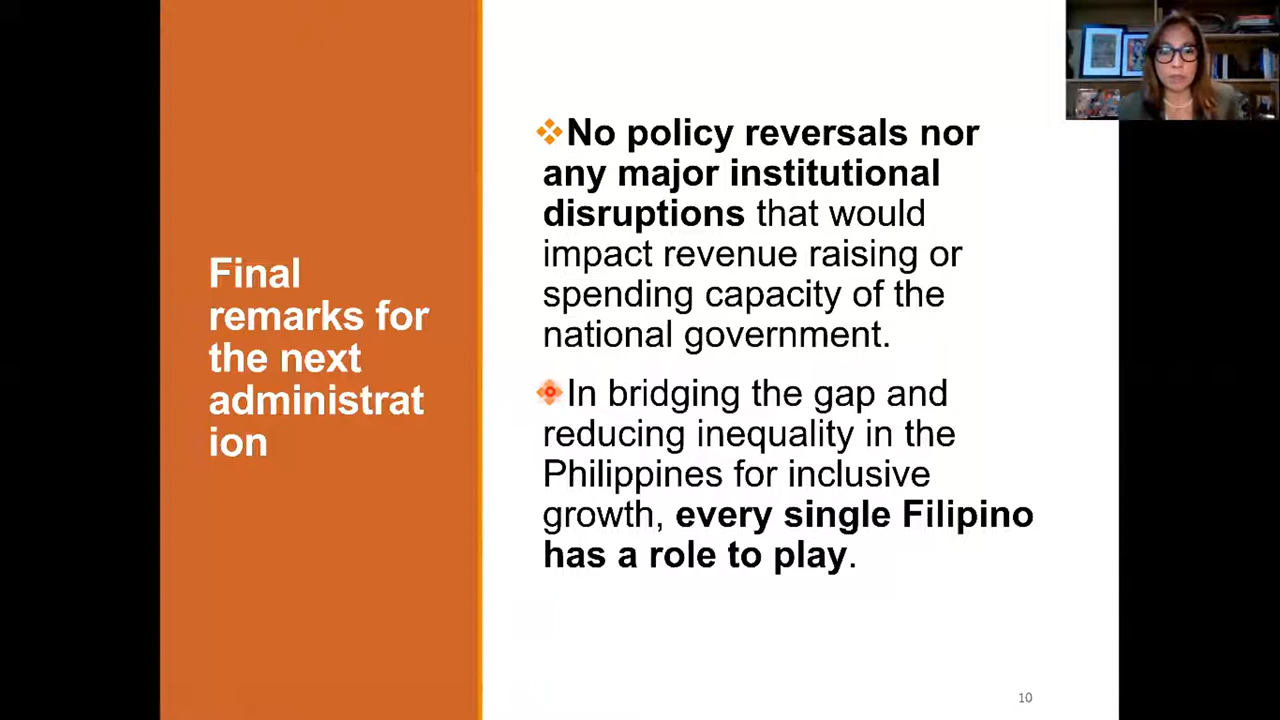 Final
remarks for
the next
administrat
ion
No policy reversals nor
any major institutional
disruptions that would
impact revenue raising or
spending capacity of the
national government.
In bridging the gap and
reducing inequality in the
Philippines for inclusive
growth, every single Filipino
has a role to play.
10